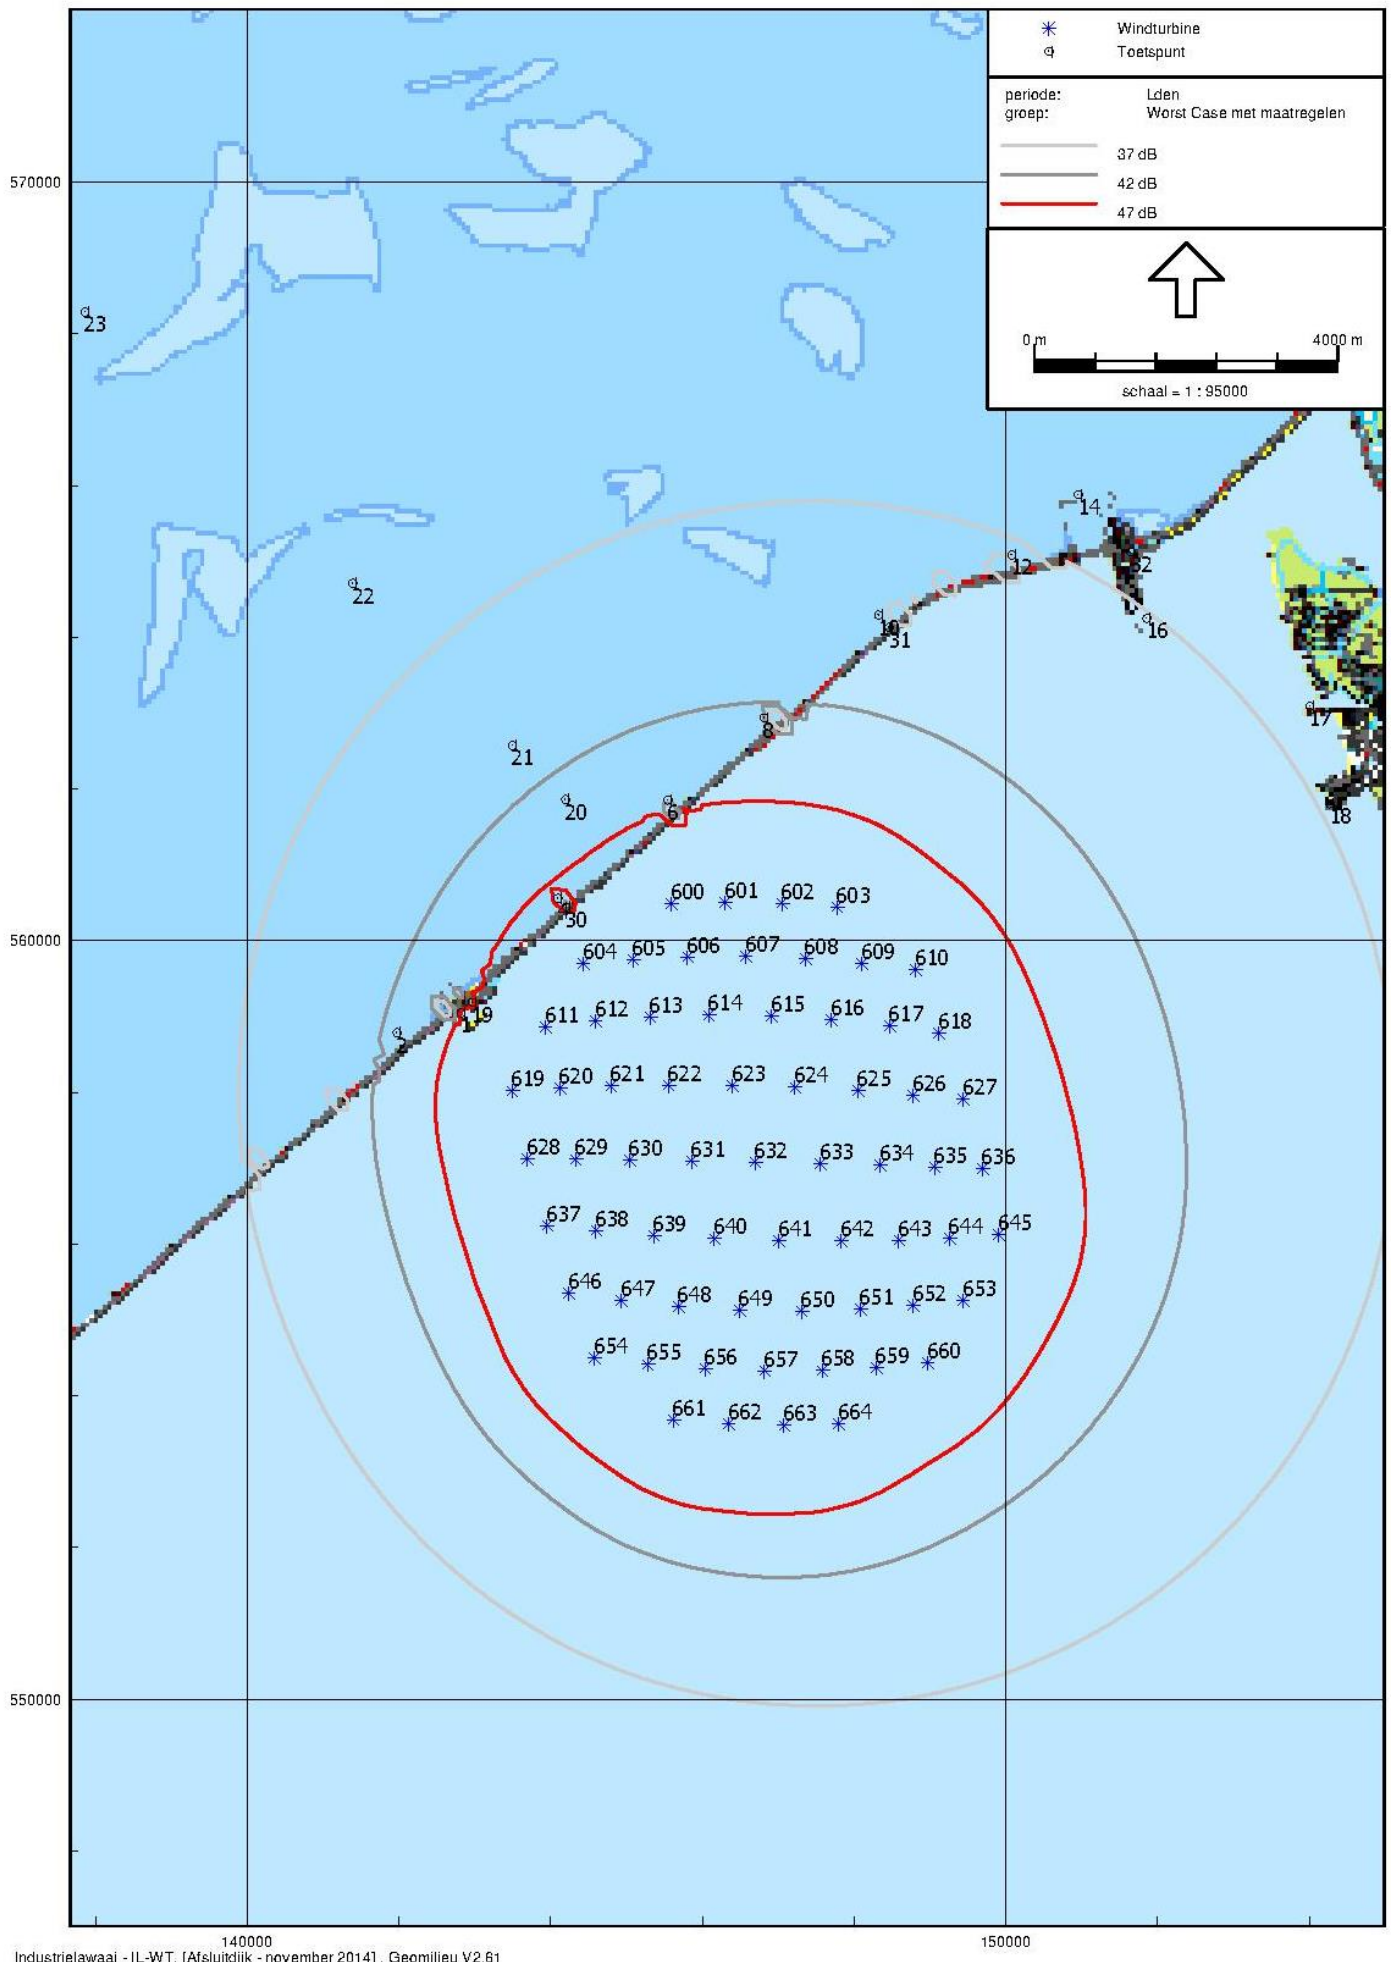 Windturbine
Toetspunt
periode: Lden
groep: Worst Case met maatregelen
37 dB
42 dB
47 dB
0 m 4000 m
schaal = 1 : 95000
570000
23
14
12
32
22
16
31
17
8
21
20
6
18
600 601 602 603
30
560000
604 605 606 607 608 609 610
19
611 612 613 614 615 616 617 618
2
619 620 621 622 623 624 625 626 627
628 629 630 631 632 633 634 635 636
637 638 639 640 641 642 643 644 645
646 647 648 649 650 651 652 653
654 655 656 657 658 659 660
661 662 663 664
550000
140000 150000
Industrielawaai - IL-WT, [Afsluitdijk - november 2014] , Geomilieu V2.61